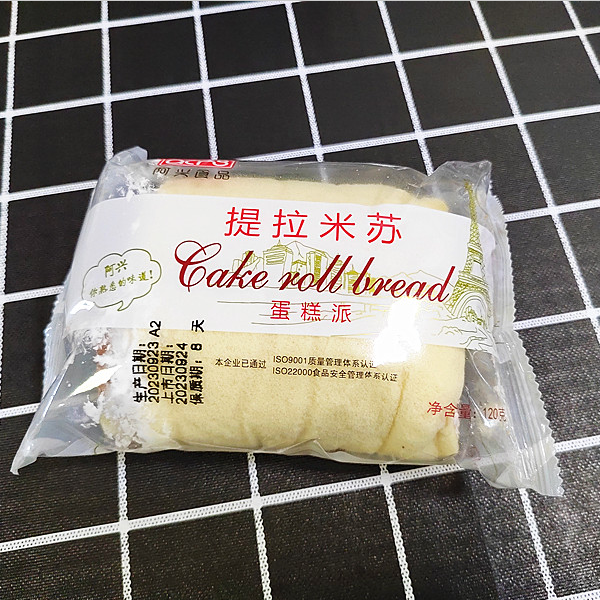 阿兴食品
提拉米苏
Cake roll bread
蛋糕派
阿兴
你熟悉的味道!
生产日期:
20230923 A2
上市日期:
20230924
保质期: 8 天
本企业已通过
ISO9001质量管理体系认证
ISO22000食品安全管理体系认证
净含量: 120克